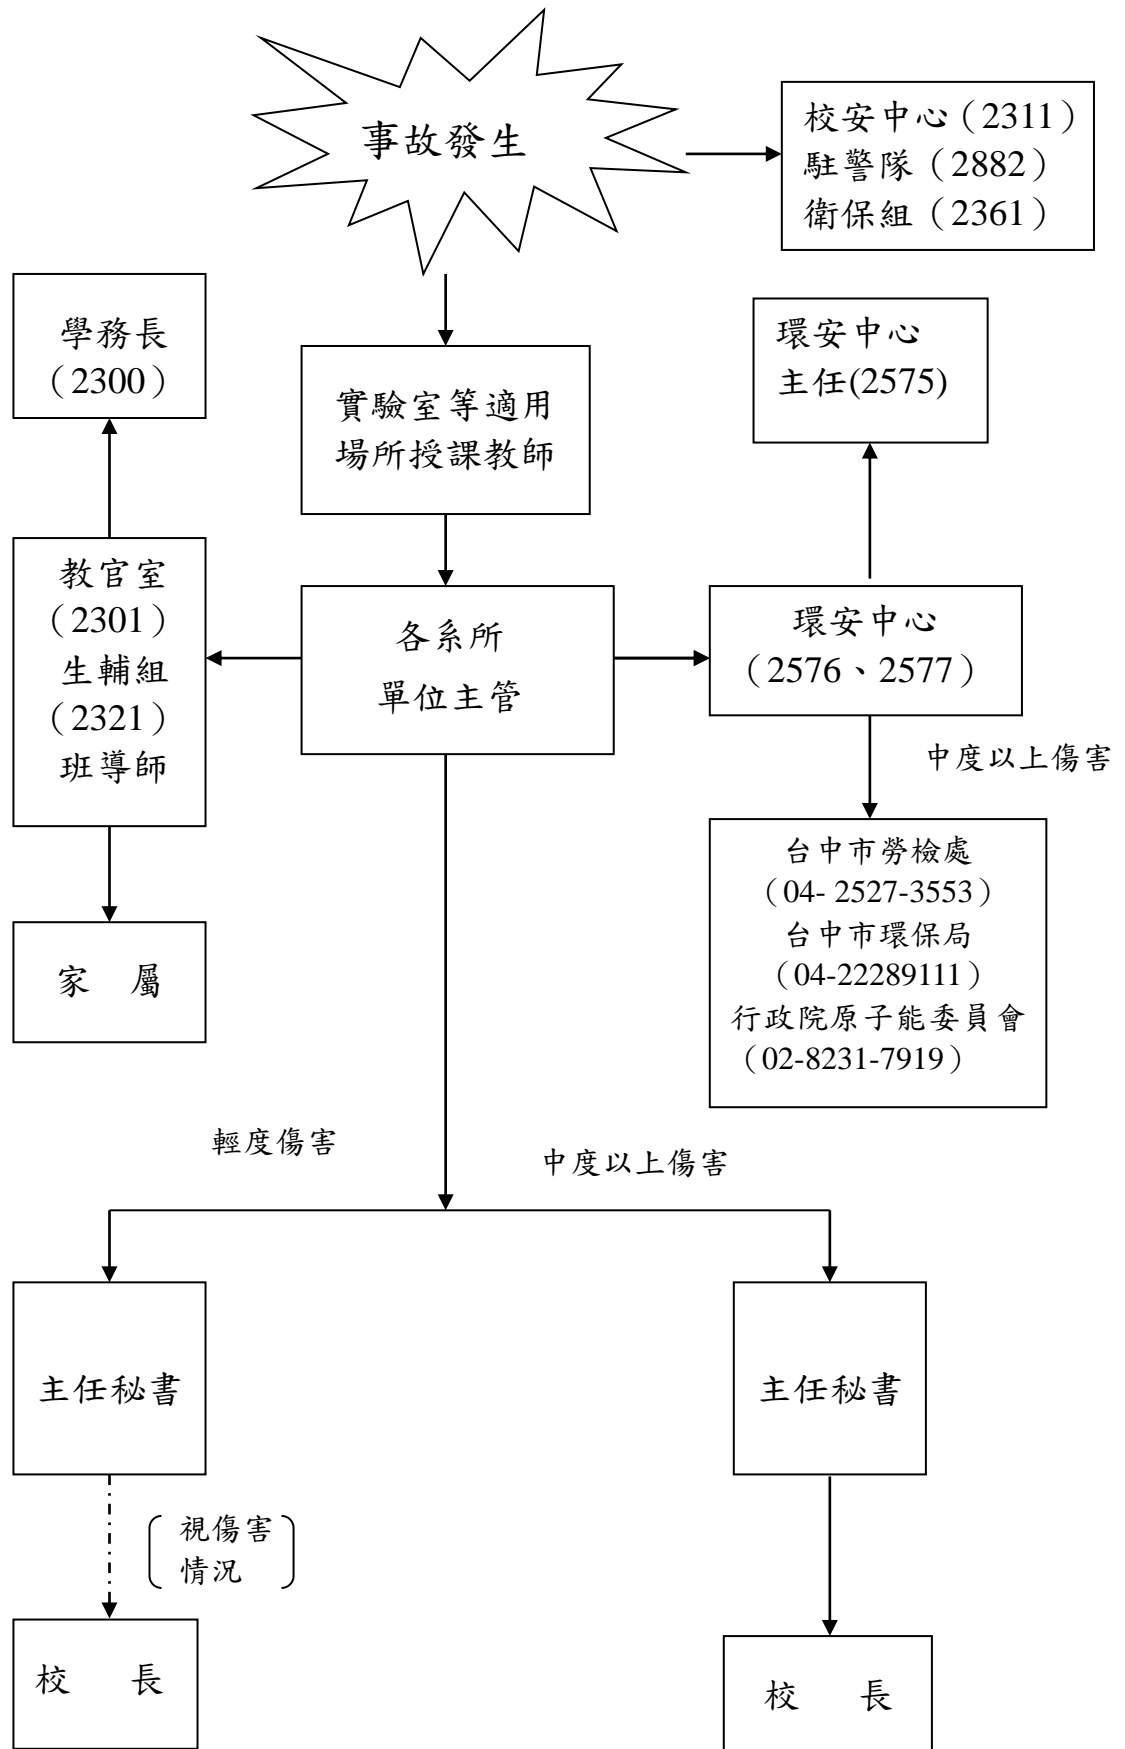 事故發生
校安中心（2311）
駐警隊（2882）
衛保組（2361）
學務長
（2300）
實驗室等適用
場所授課教師
環安中心
主任(2575)
教官室
（2301）
生輔組
（2321）
班導師
各系所
單位主管
環安中心
（2576、2577）
中度以上傷害
台中市勞檢處
（04- 2527-3553）
台中市環保局
（04-22289111）
行政院原子能委員會
（02-8231-7919）
家　屬
輕度傷害
中度以上傷害
主任秘書
主任秘書
視傷害
情況
校　長
校　長